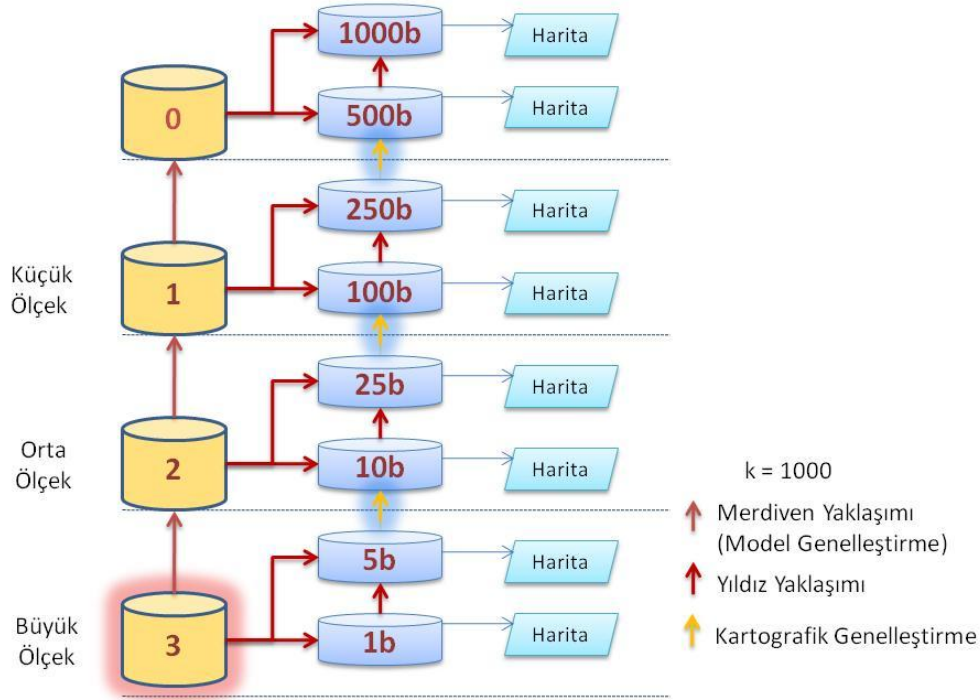 1000b
Harita
0
500b
Harita
250b
Harita
Küçük
Ölçek
1
100b
Harita
25b
Harita
Orta
Ölçek
2
10b
Harita
k = 1000
Merdiven Yaklaşımı
(Model Genelleştirme)
5b
Harita
Yıldız Yaklaşımı
Büyük
Ölçek
3
1b
Harita
Kartografik Genelleştirme